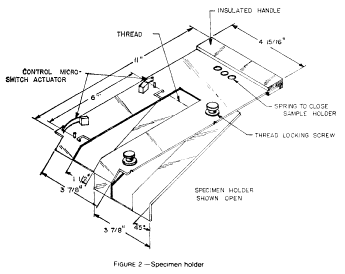 INSULATED HANDLE
THREAD
4 15/16"
11"
CONTROL MICRO-
SWITCH ACTUATOR
6"
SPRING TO CLOSE
SAMPLE HOLDER
THREAD LOCKING SCREW
1 1/2"
SPECIMEN HOLDER
SHOWN OPEN
3 7/8"
45°
3 7/8"
FIGURE 2—Specimen holder